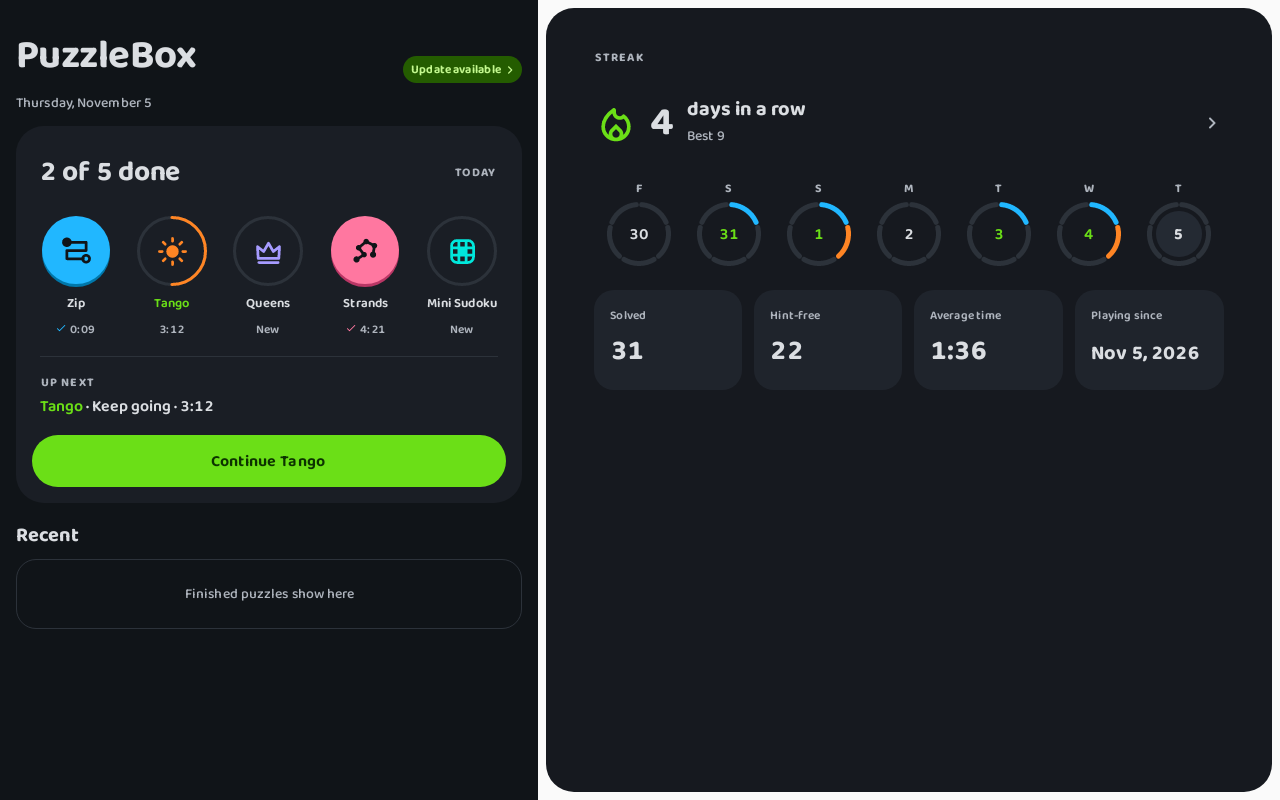 PuzzleBox
Update available
Thursday, November 5
2 of 5 done
TODAY
Zip
Tango
Queens
Strands
Mini Sudoku
0:09
3:12
New
4:21
New
UP NEXT
Tango · Keep going · 3:12
Continue Tango
Recent
Finished puzzles show here
STREAK
4
days in a row
Best 9
F S S M T W T
30 31 1 2 3 4 5
Solved
31
Hint-free
22
Average time
1:36
Playing since
Nov 5, 2026